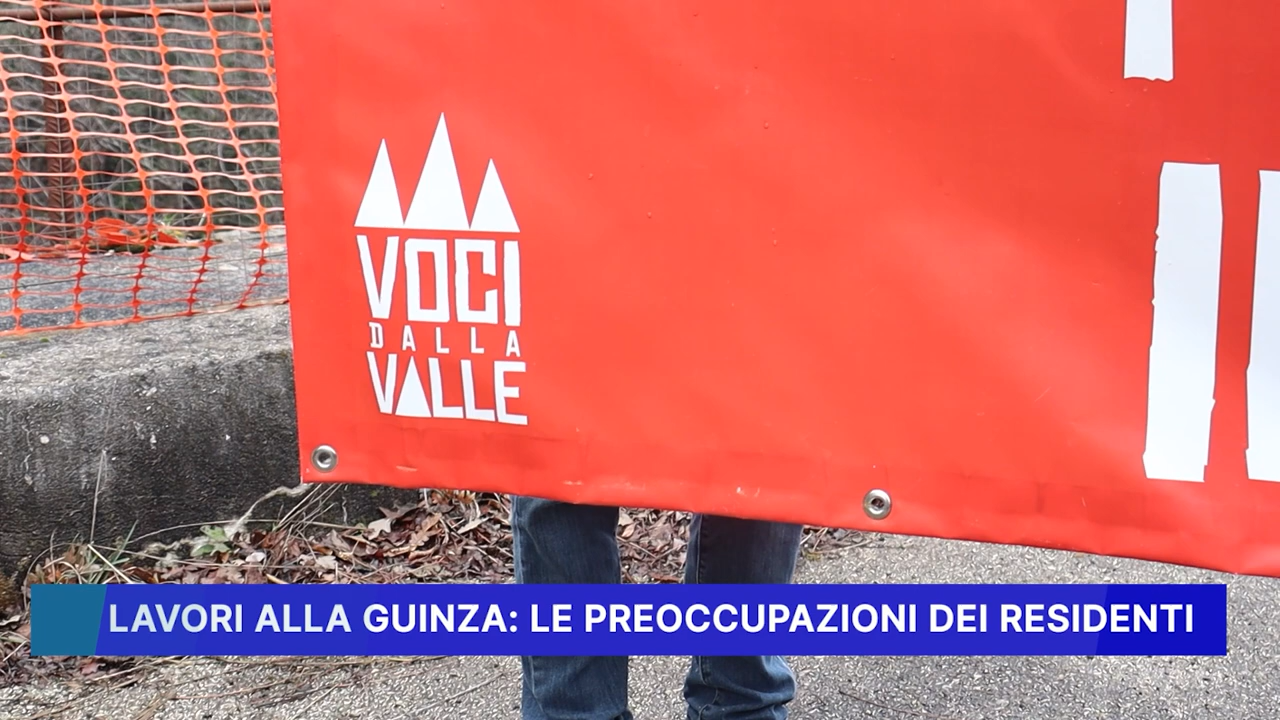 VOCI
DALLA
VALLE
LAVORI ALLA GUINZA: LE PREOCCUPAZIONI DEI RESIDENTI